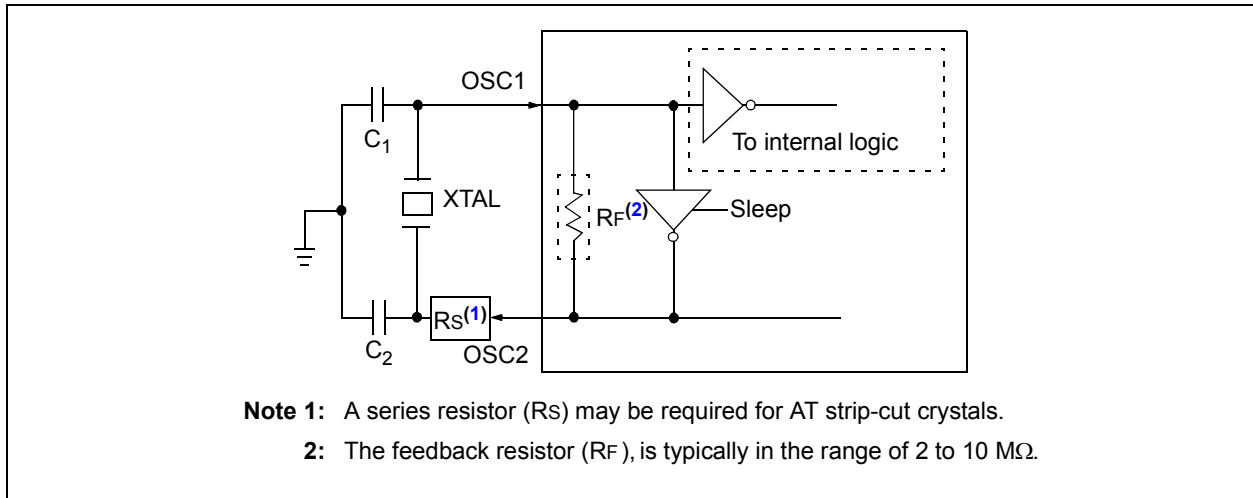 OSC1
C1
To internal logic
XTAL
RF(2)
Sleep
RS(1)
C2
OSC2
Note 1: A series resistor (RS) may be required for AT strip-cut crystals.
2: The feedback resistor (RF), is typically in the range of 2 to 10 MΩ.